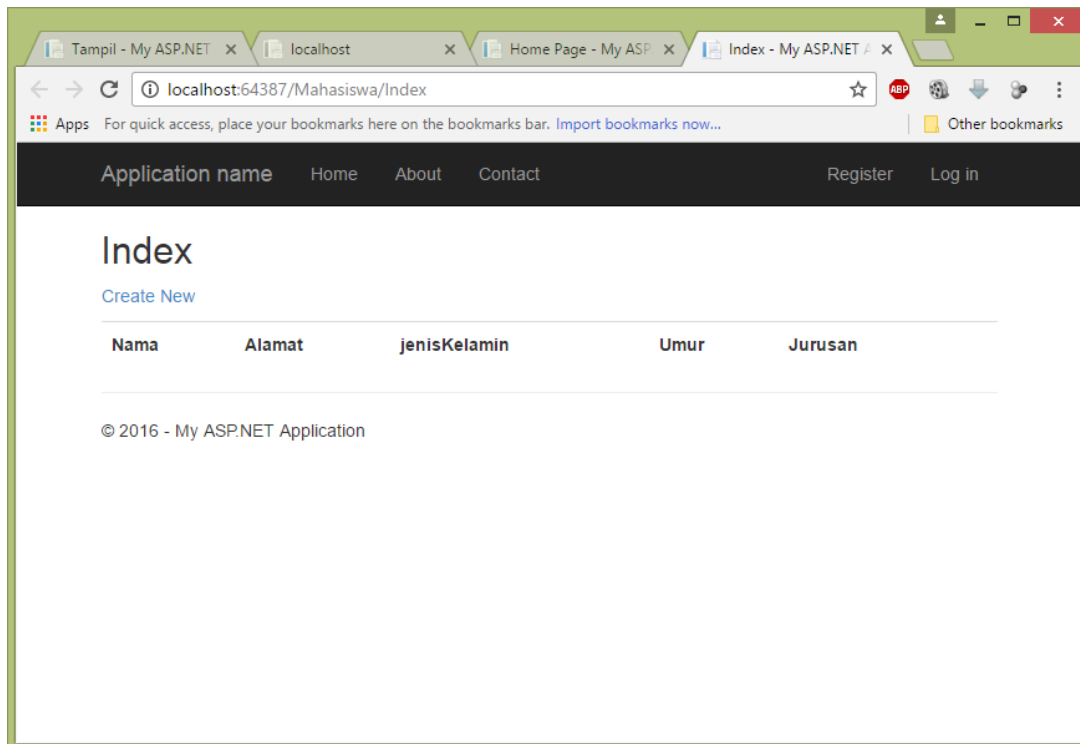 Tampil - My ASP.NET
localhost
Home Page - My ASP
Index - My ASP.NET A
localhost:64387/Mahasiswa/Index
ABP
Apps For quick access, place your bookmarks here on the bookmarks bar. Import bookmarks now... Other bookmarks
Application name Home About Contact Register Log in
Index
Create New
Nama Alamat jenisKelamin Umur Jurusan
© 2016 - My ASP.NET Application